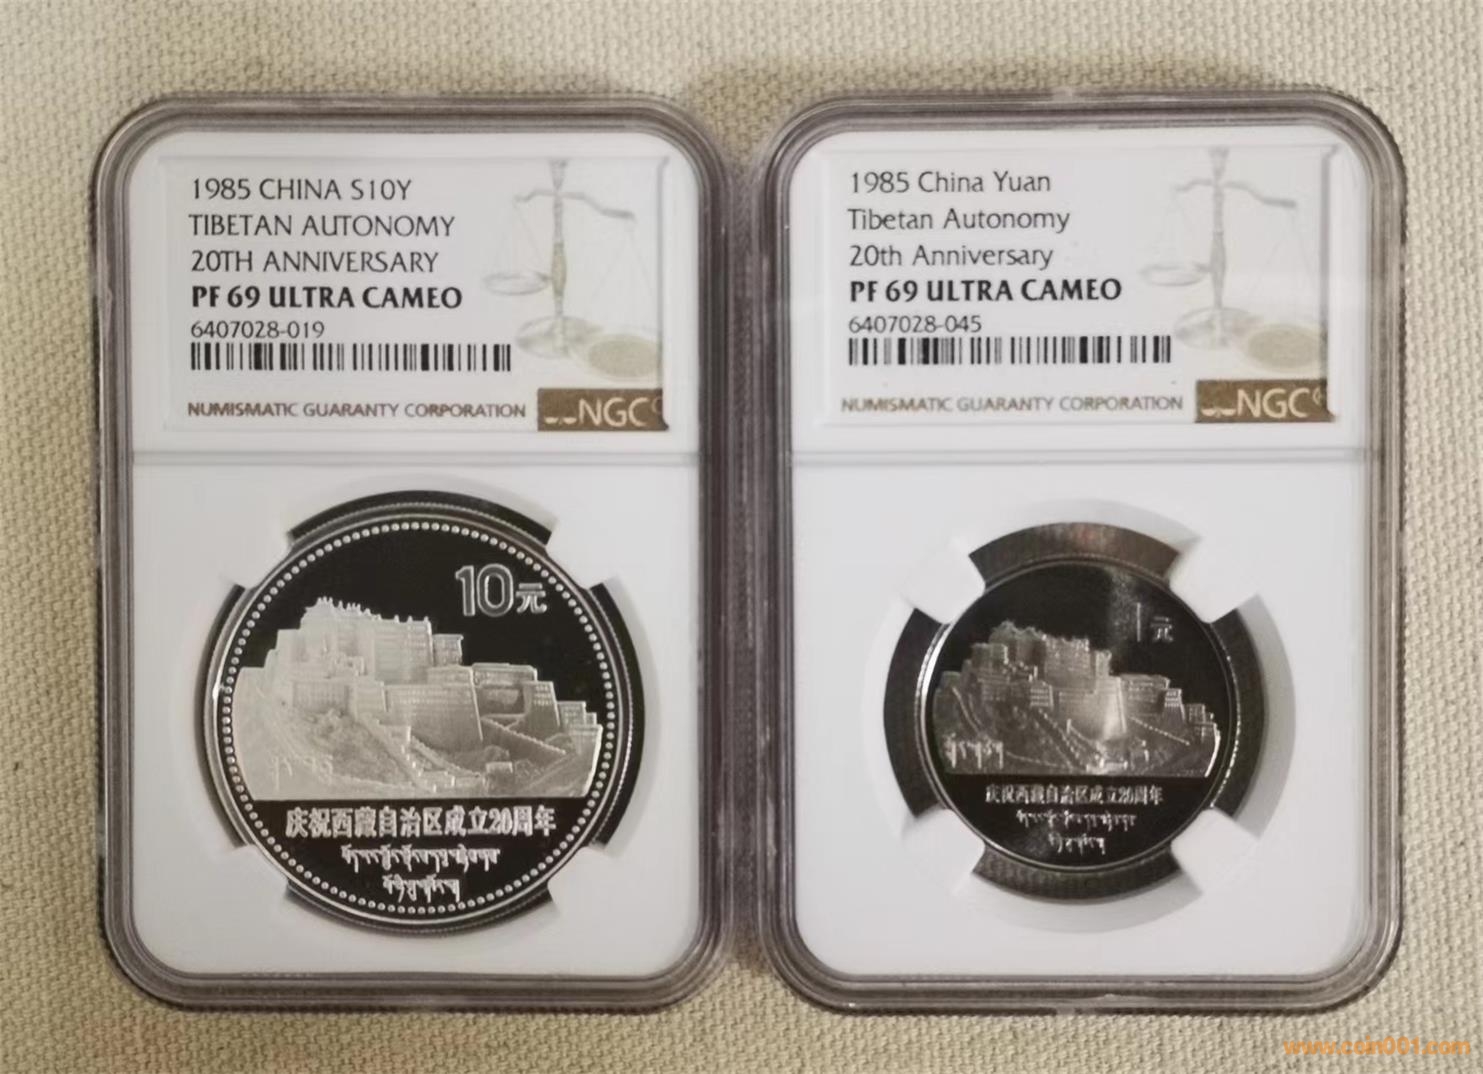 1985 CHINA S10Y
TIBETAN AUTONOMY
20TH ANNIVERSARY
PF 69 ULTRA CAMEO
6407028-019
NUMISMATIC GUARANTY CORPORATION
NGC
10元
庆祝西藏自治区成立20周年
1985 China Yuan
Tibetan Autonomy
20th Anniversary
PF 69 ULTRA CAMEO
6407028-045
NUMISMATIC GUARANTY CORPORATION
NGC
1元
庆祝西藏自治区成立20周年
www.coin001.com